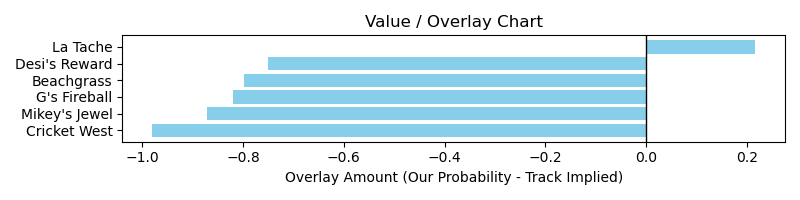 Value / Overlay Chart
La Tache
Desi's Reward
Beachgrass
G's Fireball
Mikey's Jewel
Cricket West
−1.0 −0.8 −0.6 −0.4 −0.2 0.0 0.2
Overlay Amount (Our Probability - Track Implied)